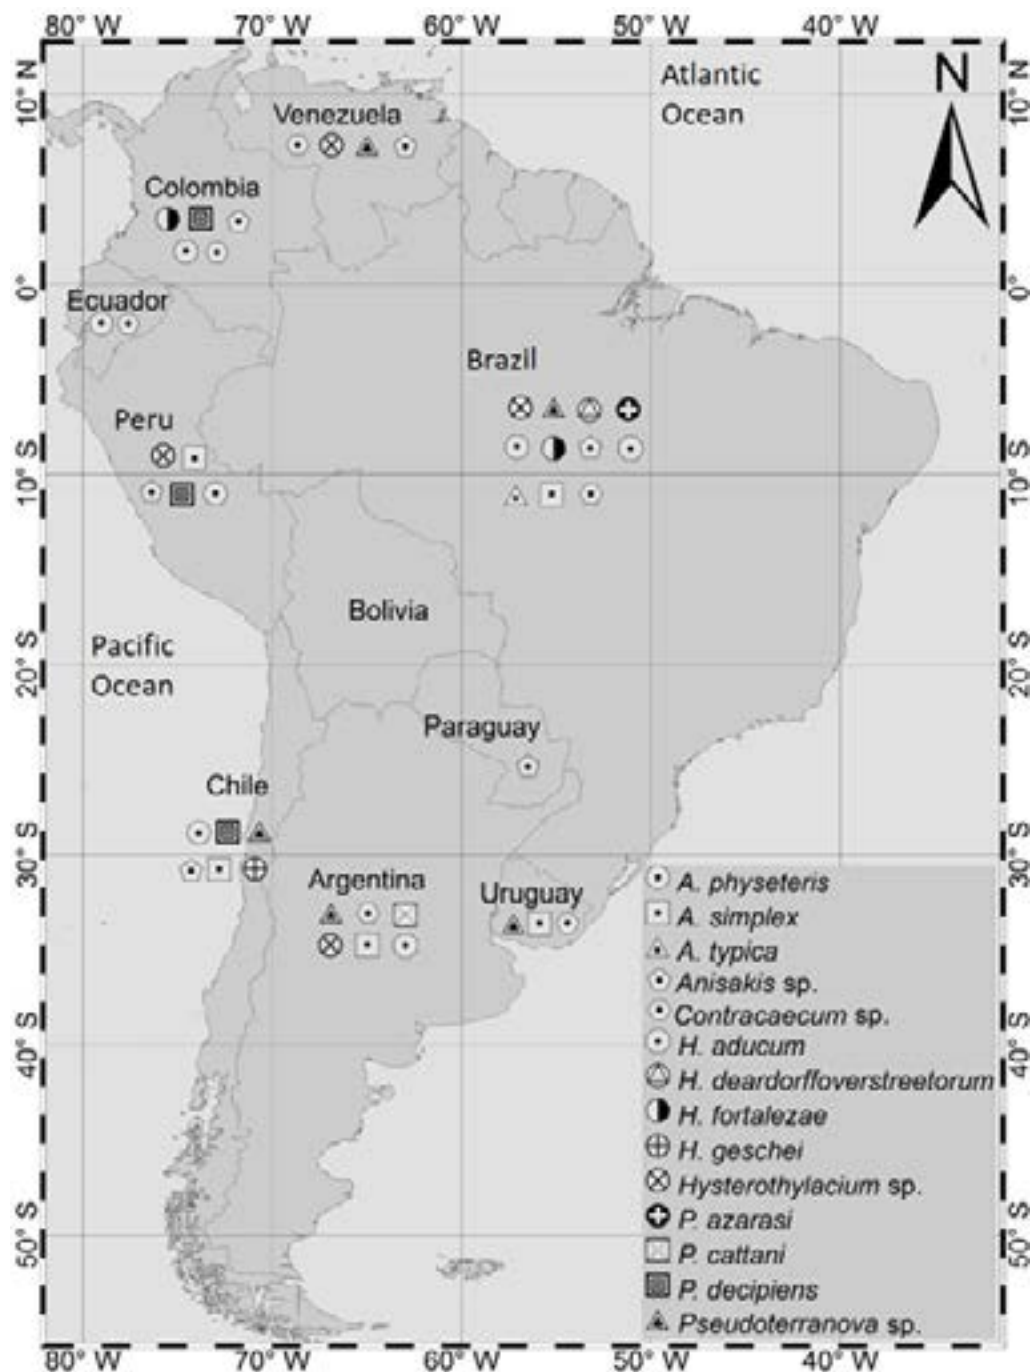 80° W 70° W 60° W 50° W 40° W
10° N
0°
10° S
20° S
30° S
40° S
50° S
Atlantic
Ocean
N
Venezuela
Colombia
Ecuador
Brazil
Peru
Bolivia
Pacific
Ocean
Paraguay
Chile
Argentina
Uruguay
A. physeteris
A. simplex
A. typica
Anisakis sp.
Contracaecum sp.
H. aducum
H. deardorffoverstreetorum
H. fortalezae
H. geschei
Hysterothylacium sp.
P. azarasi
P. cattani
P. decipiens
Pseudoterranova sp.
10° N
0°
10° S
20° S
30° S
40° S
50° S
80° W 70° W 60° W 50° W 40° W